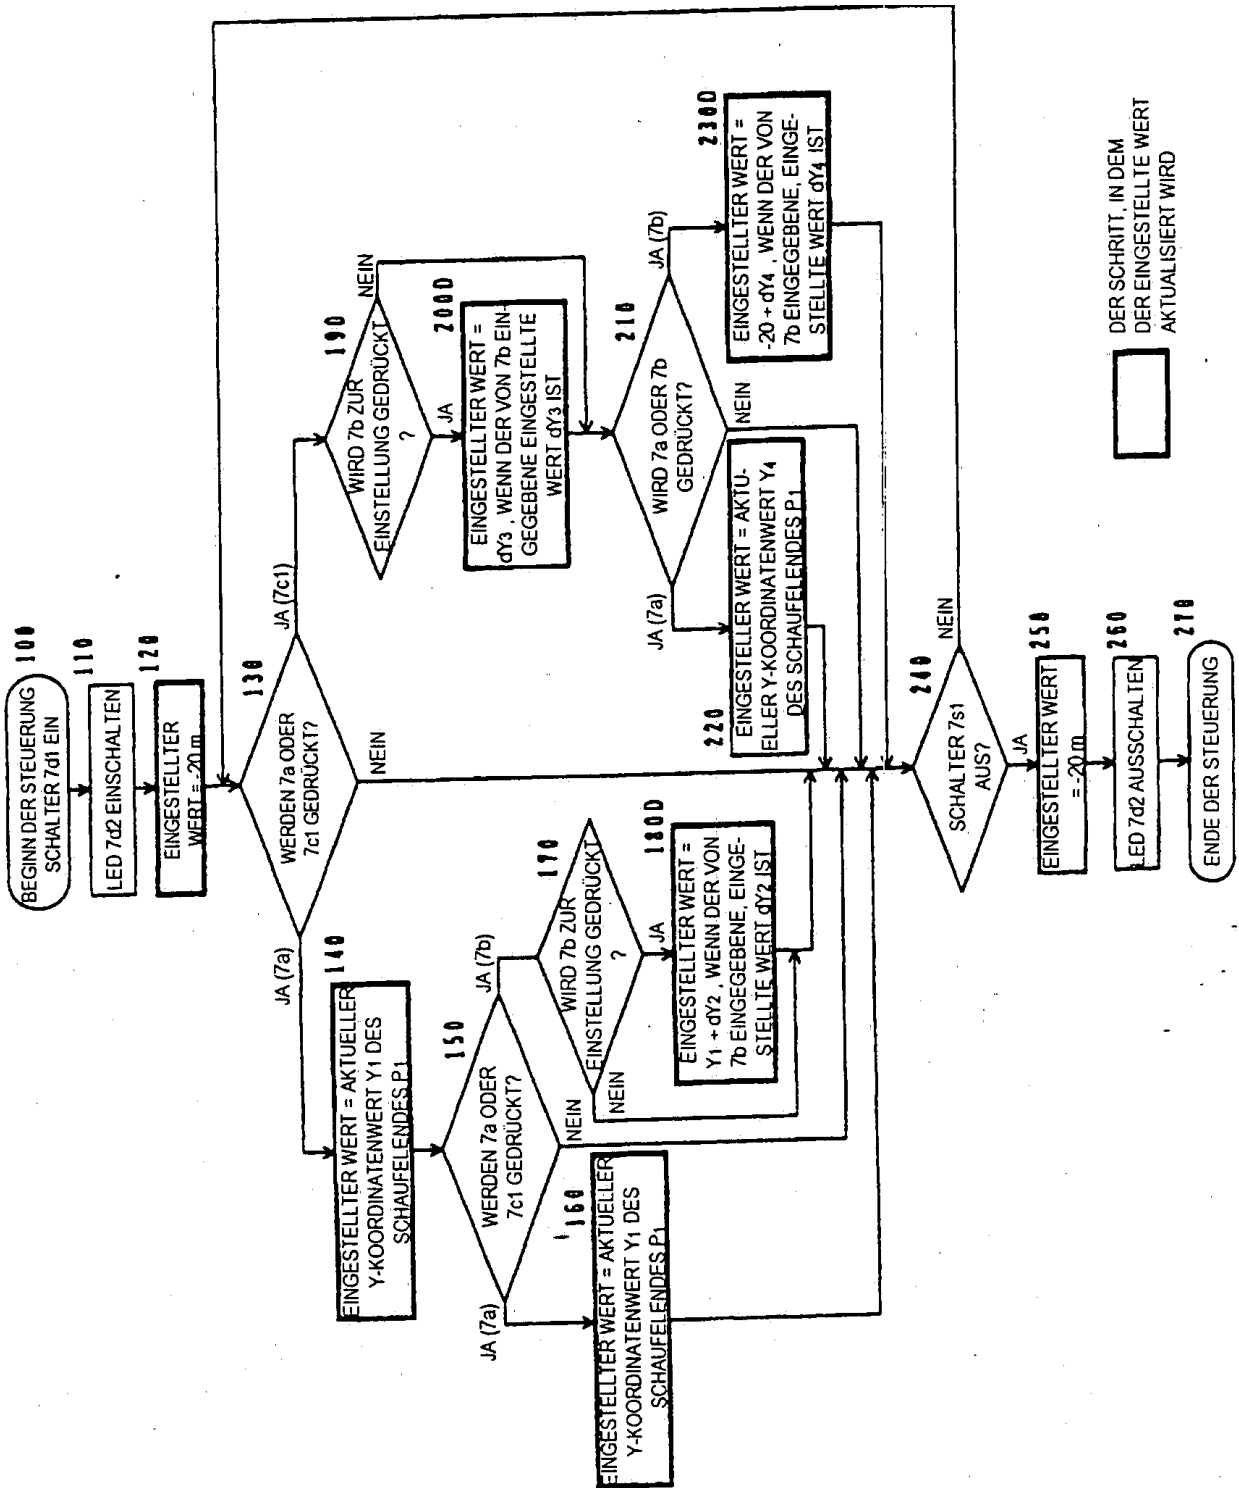 BEGINN DER STEUERUNG
SCHALTER 7d1 EIN
100
LED 7d2 EINSCHALTEN
110
EINGESTELLTER
WERT = -20 m
120
WERDEN 7a ODER
7c1 GEDRÜCKT?
130
JA (7a)
JA (7c1)
NEIN
EINGESTELLTER WERT = AKTUELLER
Y-KOORDINATENWERT Y1 DES
SCHAUFELENDES P1
140
WERDEN 7a ODER
7c1 GEDRÜCKT?
150
JA (7a)
JA (7b)
NEIN
EINGESTELLTER WERT = AKTUELLER
Y-KOORDINATENWERT Y1 DES
SCHAUFELENDES P1
160
WIRD 7b ZUR
EINSTELLUNG GEDRÜCKT
?
170
NEIN
JA
EINGESTELLTER WERT =
Y1 + dY2 , WENN DER VON
7b EINGEGEBENE, EINGE-
STELLTE WERT dY2 IST
180D
WIRD 7b ZUR
EINSTELLUNG GEDRÜCKT
?
190
NEIN
JA
EINGESTELLTER WERT =
dY3 , WENN DER VON 7b EIN-
GEGEBENE EINGESTELLTE
WERT dY3 IST
200D
WIRD 7a ODER 7b
GEDRÜCKT?
210
JA (7a)
JA (7b)
NEIN
EINGESTELLER WERT = AKTU-
ELLER Y-KOORDINATENWERT Y4
DES SCHAUFELENDES P1
220
EINGESTELLTER WERT =
-20 + dY4 , WENN DER VON
7b EINGEGEBENE, EINGE-
STELLTE WERT dY4 IST
230D
SCHALTER 7s1
AUS?
240
NEIN
JA
EINGESTELLTER WERT
= -20 m
250
LED 7d2 AUSSCHALTEN
260
ENDE DER STEUERUNG
270
DER SCHRITT, IN DEM
DER EINGESTELLTE WERT
AKTUALISIERT WIRD